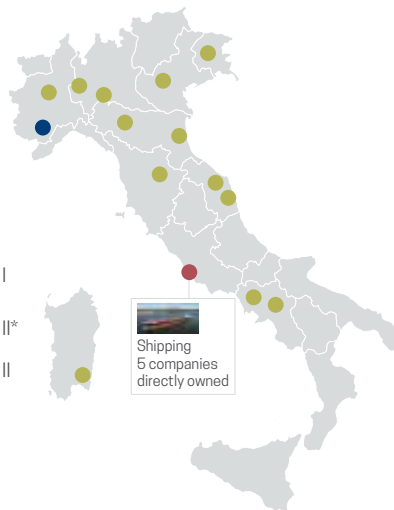 I
II*
II
Shipping
5 companies
directly owned